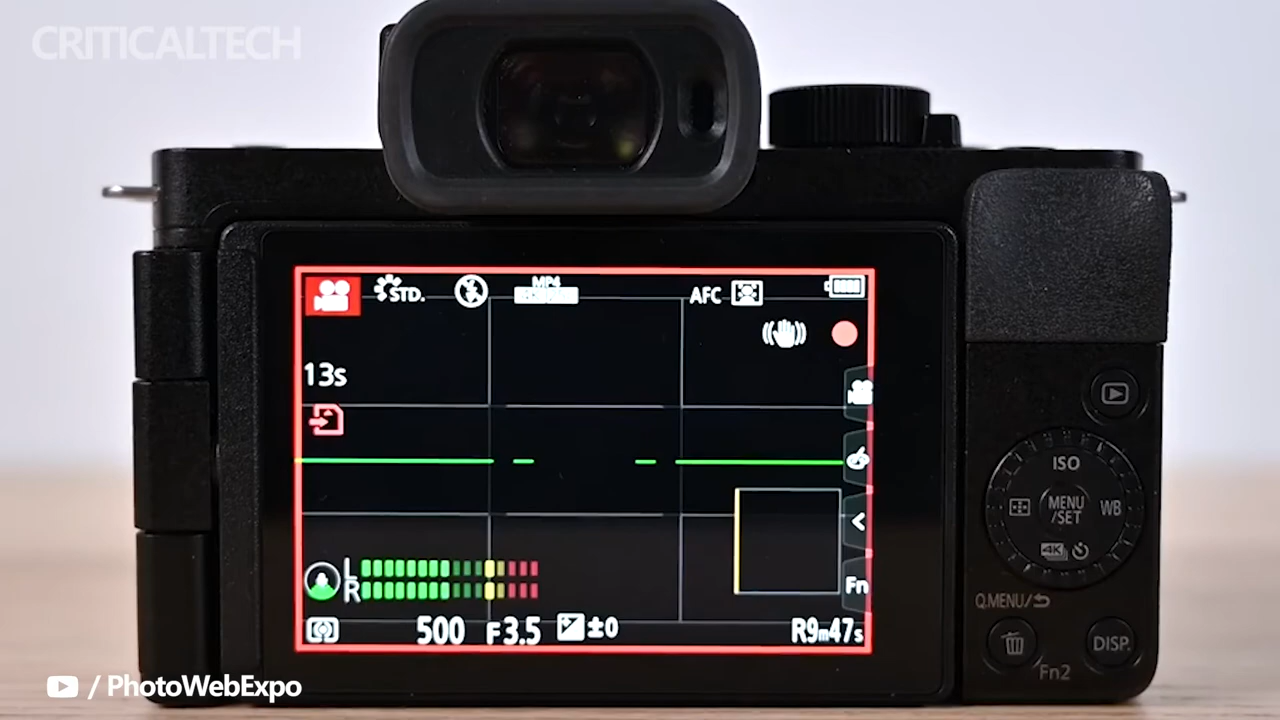 CRITICALTECH
STD.
MP4
AFC
13s
L
R
Fn
500 F3.5 ±0 R9m47s
ISO
MENU
/SET
WB
4K
Q.MENU/
DISP.
Fn2
/ PhotoWebExpo